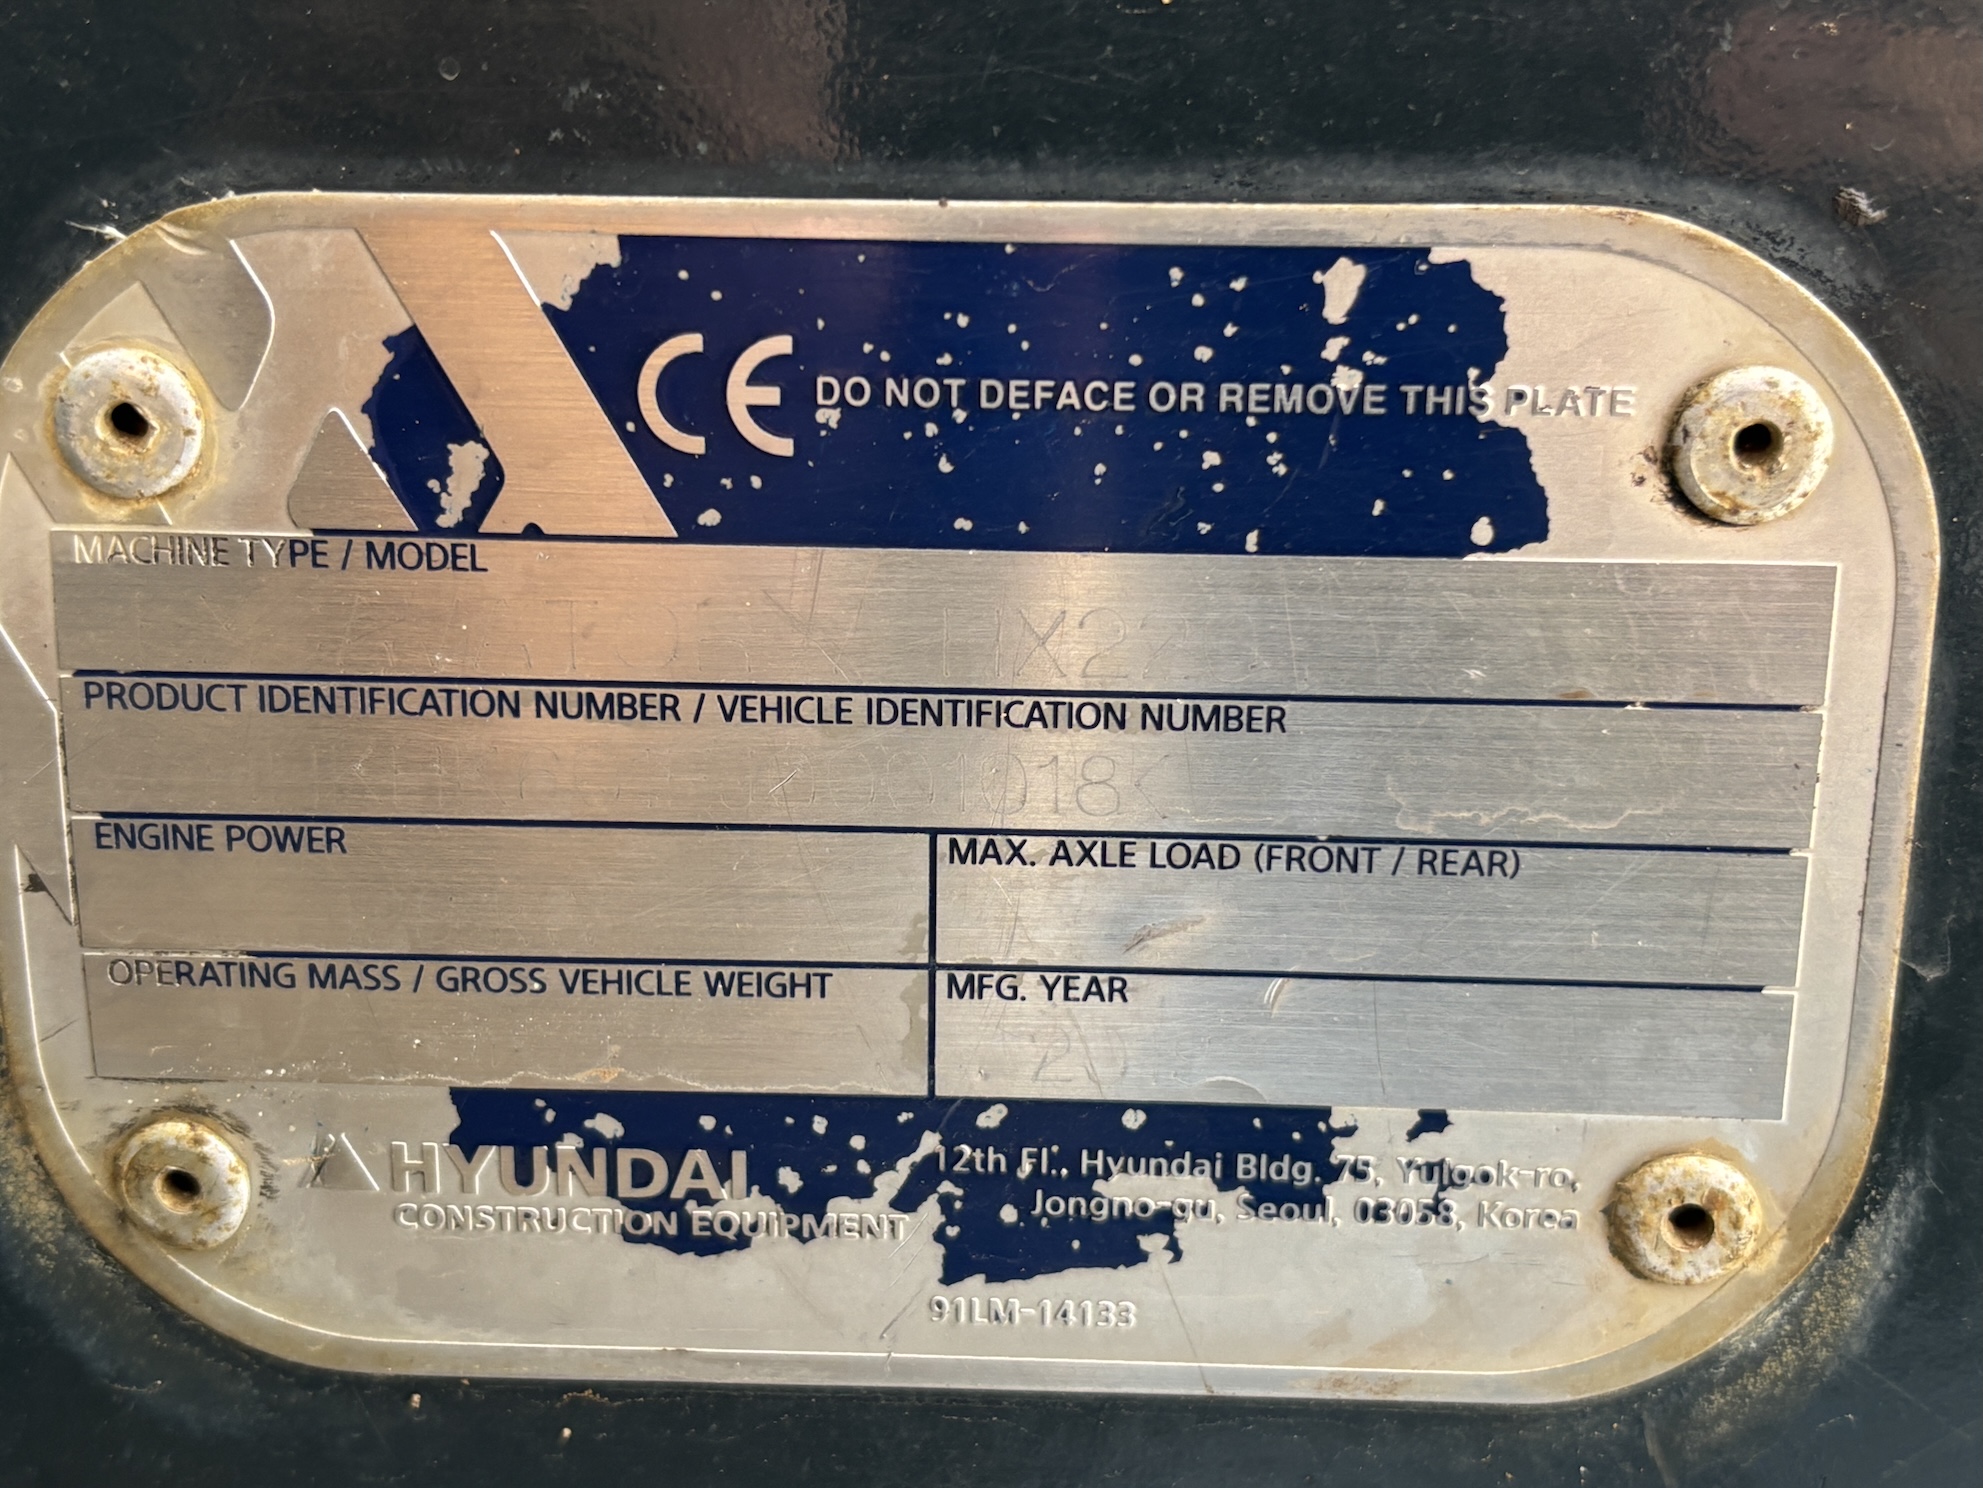 CE DO NOT DEFACE OR REMOVE THIS PLATE
MACHINE TYPE / MODEL
PRODUCT IDENTIFICATION NUMBER / VEHICLE IDENTIFICATION NUMBER
ENGINE POWER
MAX. AXLE LOAD (FRONT / REAR)
OPERATING MASS / GROSS VEHICLE WEIGHT
MFG. YEAR
HYUNDAI
CONSTRUCTION EQUIPMENT
12th Fl., Hyundai Bldg. 75, Yulgok-ro,
Jongno-gu, Seoul, 03058, Korea
91LM-14133